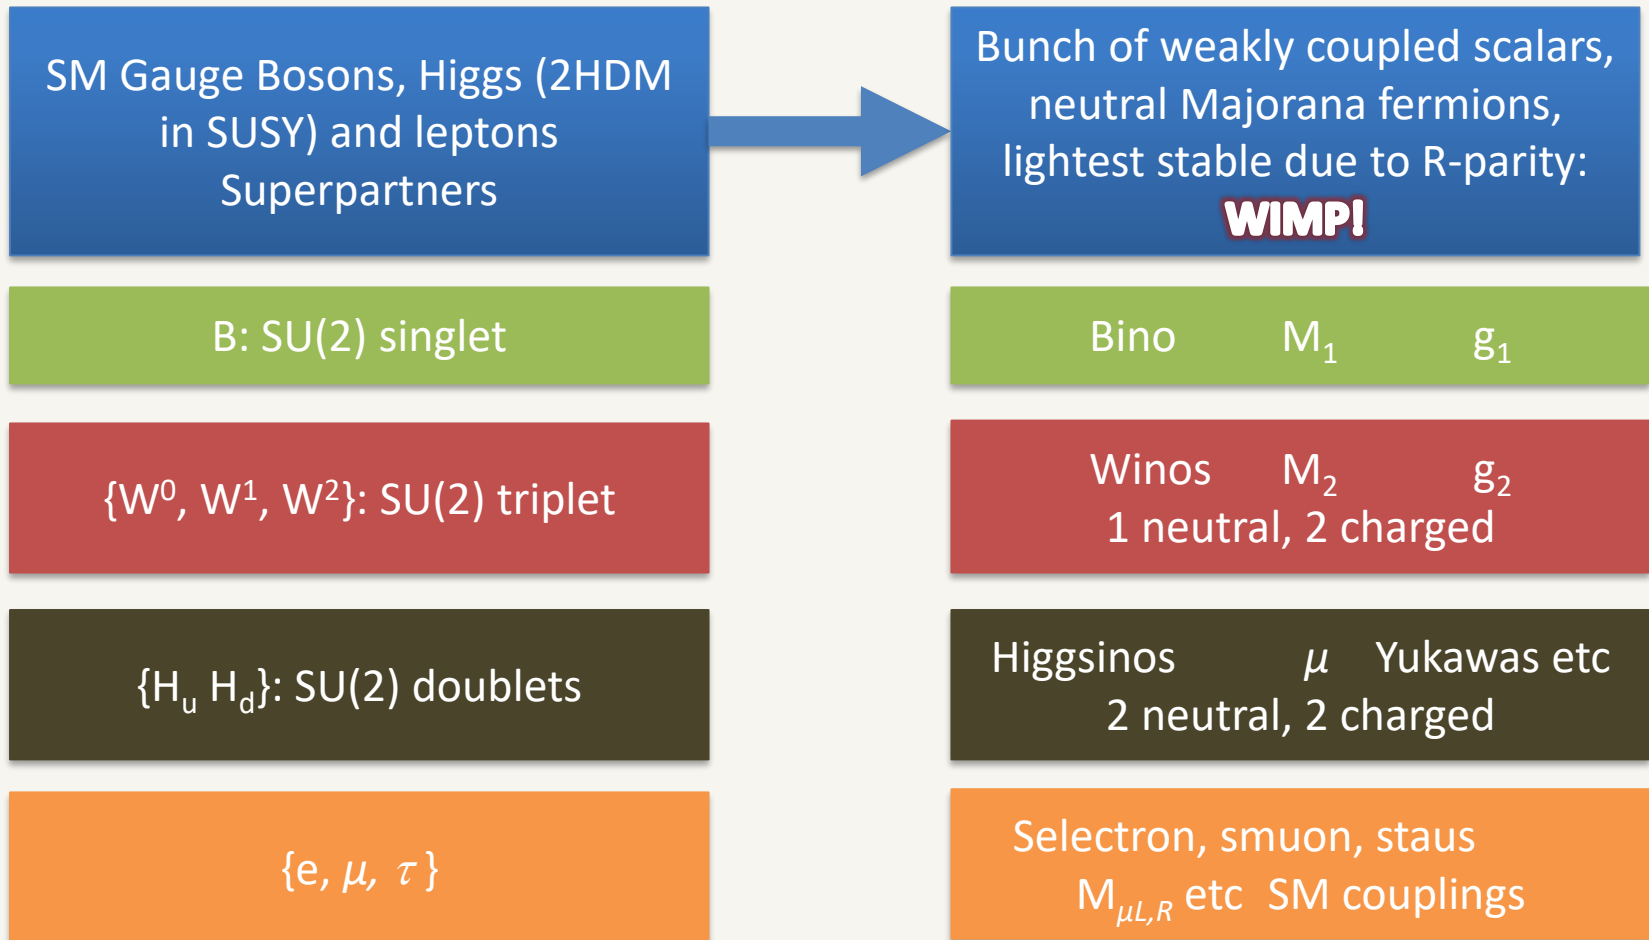 SM Gauge Bosons, Higgs (2HDM
in SUSY) and leptons
Superpartners
Bunch of weakly coupled scalars,
neutral Majorana fermions,
lightest stable due to R-parity:
WIMP!
B: SU(2) singlet
Bino M₁ g₁
{W⁰, W¹, W²}: SU(2) triplet
Winos M₂ g₂
1 neutral, 2 charged
{Hᵤ H_d}: SU(2) doublets
Higgsinos μ Yukawas etc
2 neutral, 2 charged
{e, μ, τ}
Selectron, smuon, staus
M_{μL,R} etc SM couplings